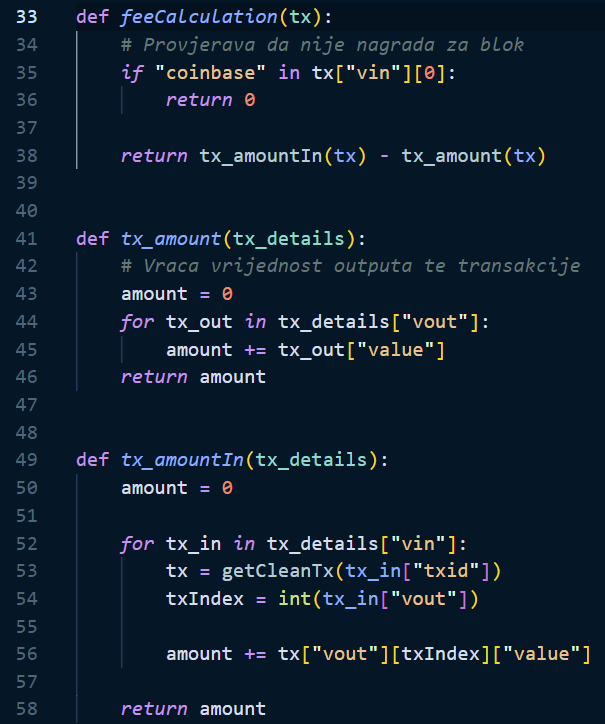 33 def feeCalculation(tx):
34     # Provjerava da nije nagrada za blok
35     if "coinbase" in tx["vin"][0]:
36         return 0
37
38     return tx_amountIn(tx) - tx_amount(tx)
39
40
41 def tx_amount(tx_details):
42     # Vraca vrijednost outputa te transakcije
43     amount = 0
44     for tx_out in tx_details["vout"]:
45         amount += tx_out["value"]
46     return amount
47
48
49 def tx_amountIn(tx_details):
50     amount = 0
51
52     for tx_in in tx_details["vin"]:
53         tx = getCleanTx(tx_in["txid"])
54         txIndex = int(tx_in["vout"])
55
56         amount += tx["vout"][txIndex]["value"]
57
58     return amount